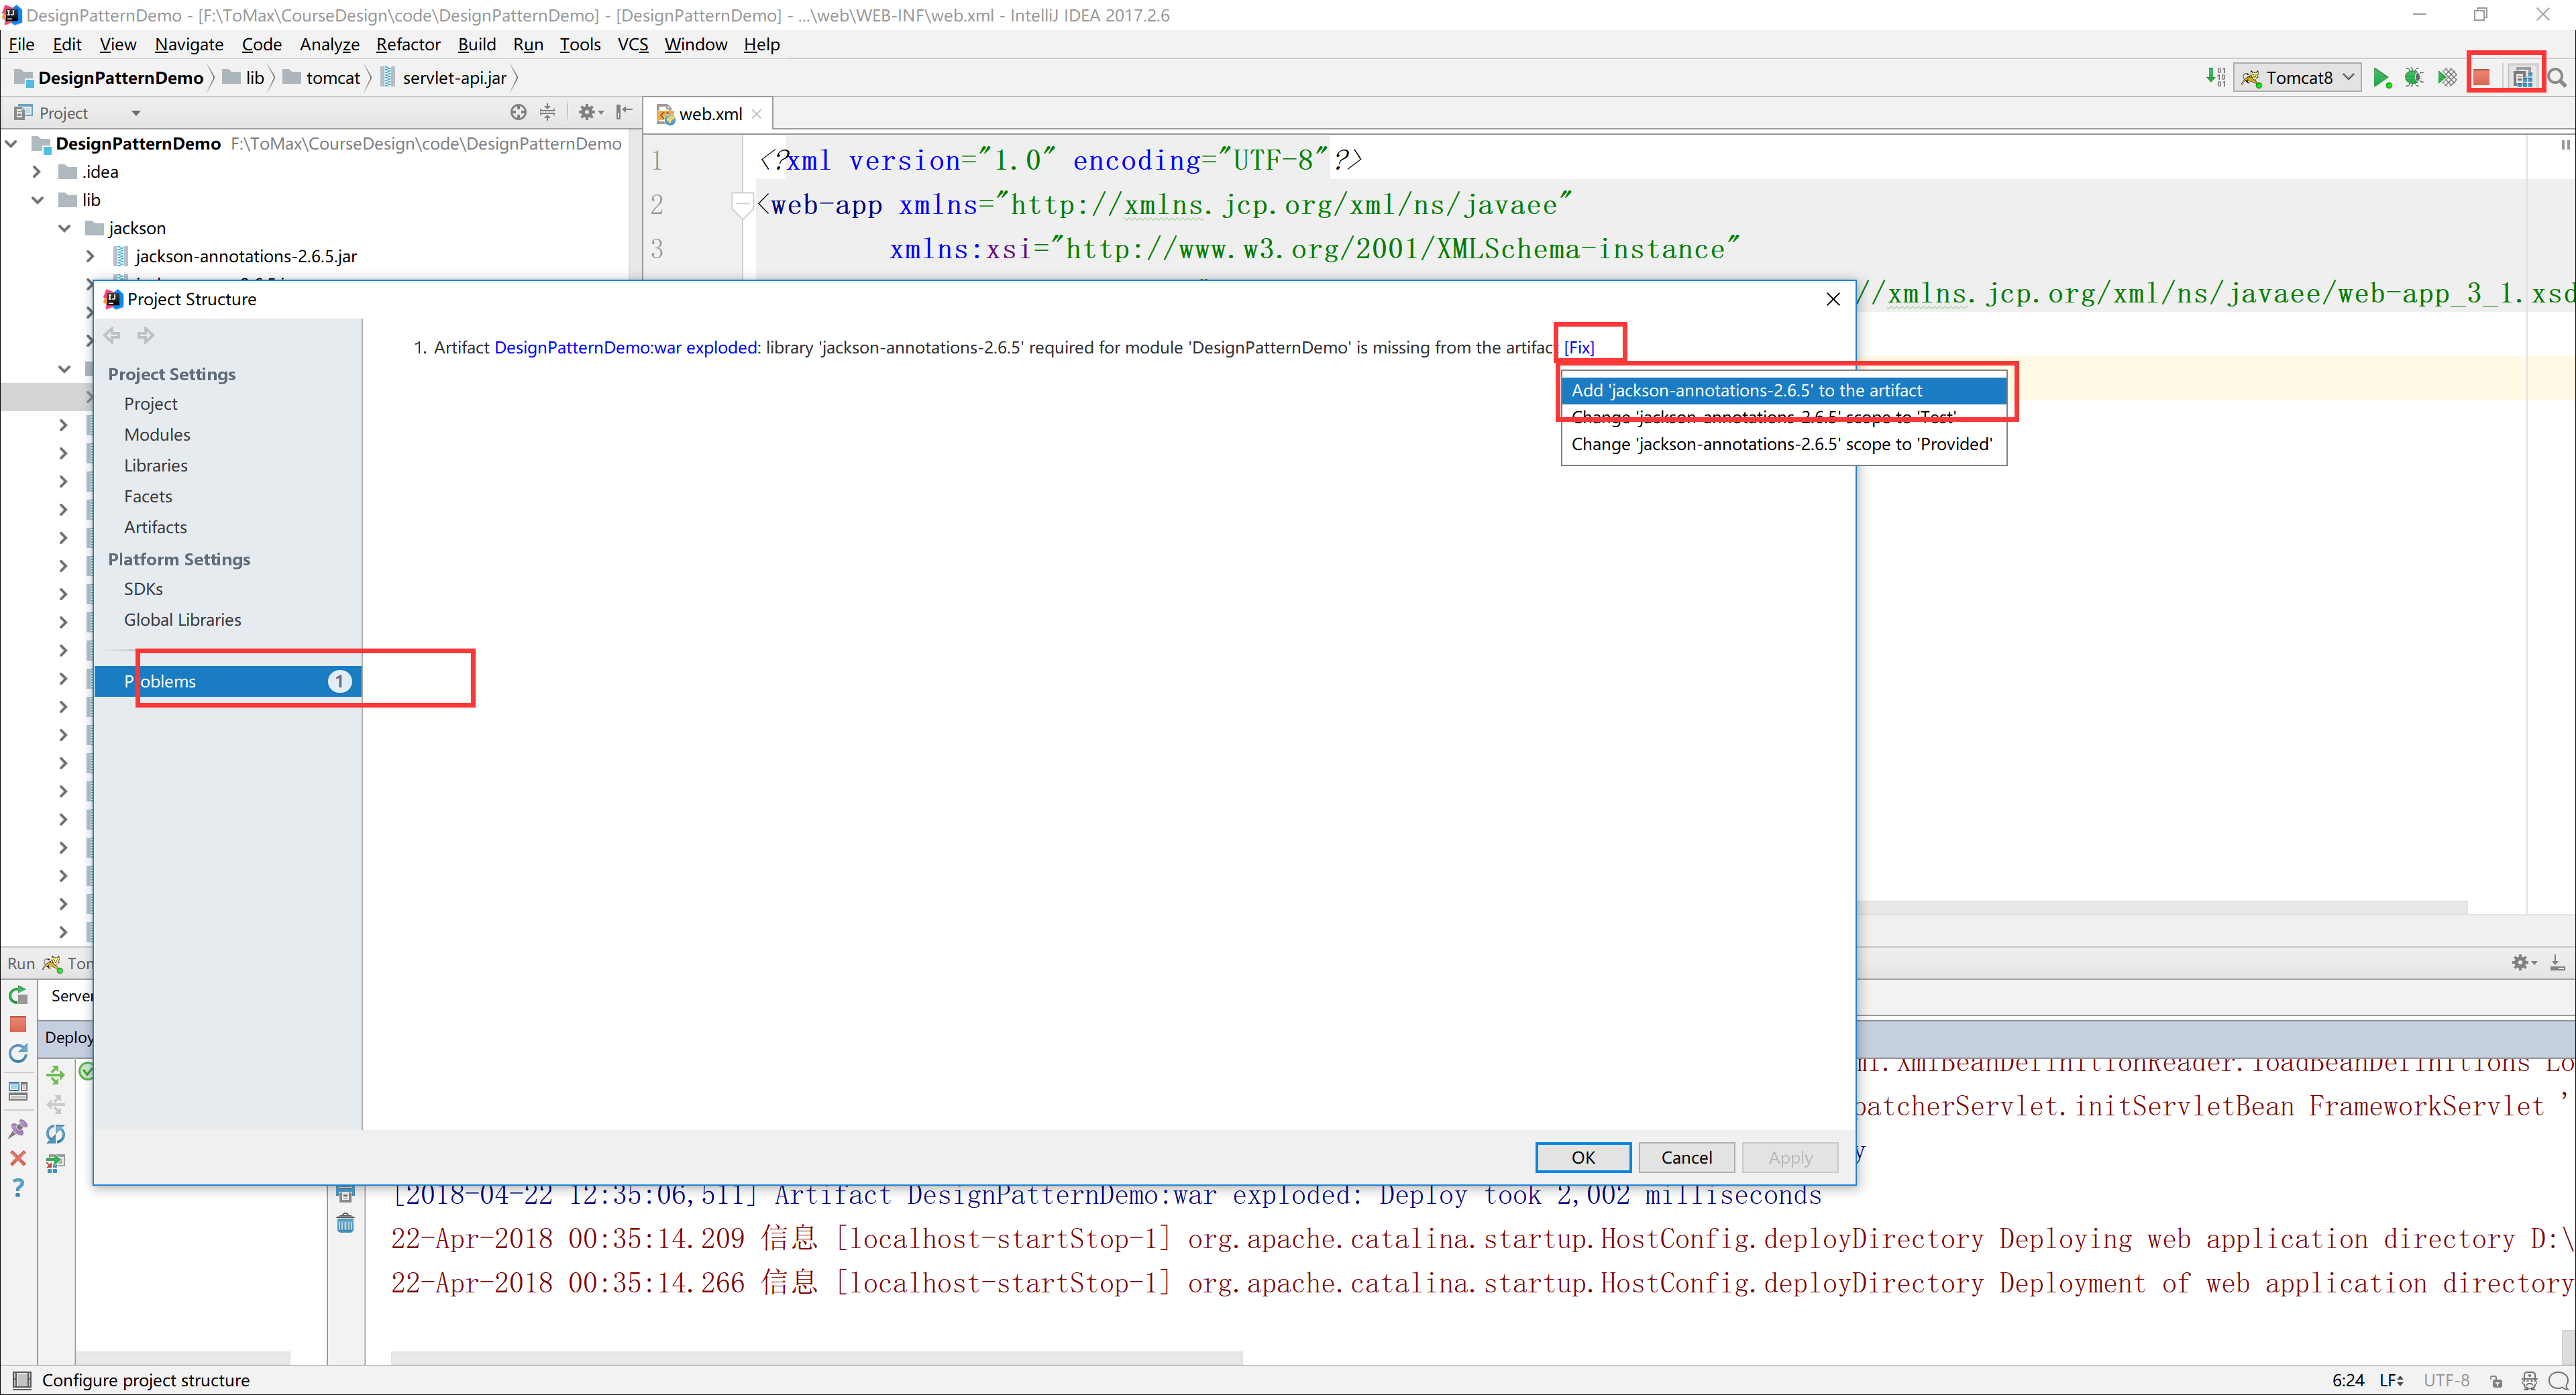 DesignPatternDemo - [F:\ToMax\CourseDesign\code\DesignPatternDemo] - [DesignPatternDemo] - ...\web\WEB-INF\web.xml - IntelliJ IDEA 2017.2.6
File Edit View Navigate Code Analyze Refactor Build Run Tools VCS Window Help
DesignPatternDemo lib tomcat servlet-api.jar Tomcat8
Project web.xml
DesignPatternDemo F:\ToMax\CourseDesign\code\DesignPatternDemo
.idea
lib
jackson
jackson-annotations-2.6.5.jar
1 <?xml version="1.0" encoding="UTF-8"?>
2 <web-app xmlns="http://xmlns.jcp.org/xml/ns/javaee"
3 xmlns:xsi="http://www.w3.org/2001/XMLSchema-instance"
//xmlns.jcp.org/xml/ns/javaee/web-app_3_1.xsd
Project Structure
1. Artifact DesignPatternDemo:war exploded: library 'jackson-annotations-2.6.5' required for module 'DesignPatternDemo' is missing from the artifact [Fix]
Add 'jackson-annotations-2.6.5' to the artifact
Change 'jackson-annotations-2.6.5' scope to 'Test'
Change 'jackson-annotations-2.6.5' scope to 'Provided'
Project Settings
Project
Modules
Libraries
Facets
Artifacts
Platform Settings
SDKs
Global Libraries
Problems 1
OK Cancel Apply
Run Tom
Server
Deploy
ml.XmlBeanDefinitionReader.loadBeanDefinitions Lo
patcherServlet.initServletBean FrameworkServlet '
y
[2018-04-22 12:35:06,511] Artifact DesignPatternDemo:war exploded: Deploy took 2,002 milliseconds
22-Apr-2018 00:35:14.209 信息 [localhost-startStop-1] org.apache.catalina.startup.HostConfig.deployDirectory Deploying web application directory D:\
22-Apr-2018 00:35:14.266 信息 [localhost-startStop-1] org.apache.catalina.startup.HostConfig.deployDirectory Deployment of web application directory
Configure project structure 6:24 LF UTF-8